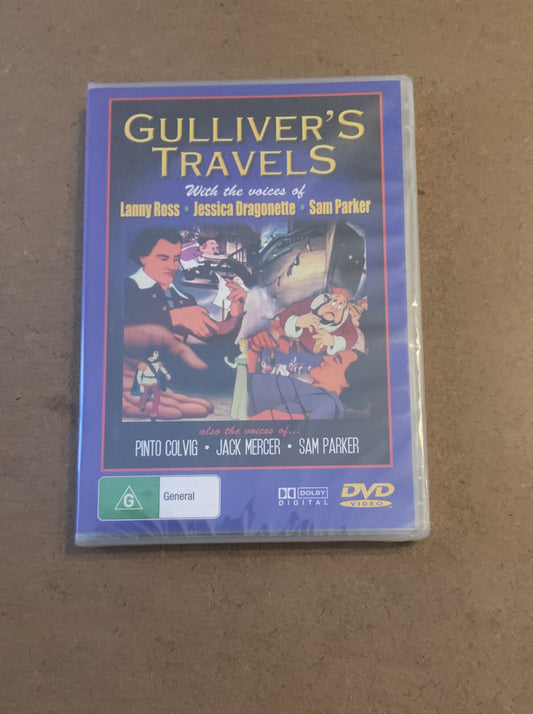 GULLIVER'S
TRAVELS
With the voices of
Lanny Ross • Jessica Dragonette • Sam Parker
also the voices of...
PINTO COLVIG • JACK MERCER • SAM PARKER
G
General
DOLBY
DIGITAL
DVD
VIDEO